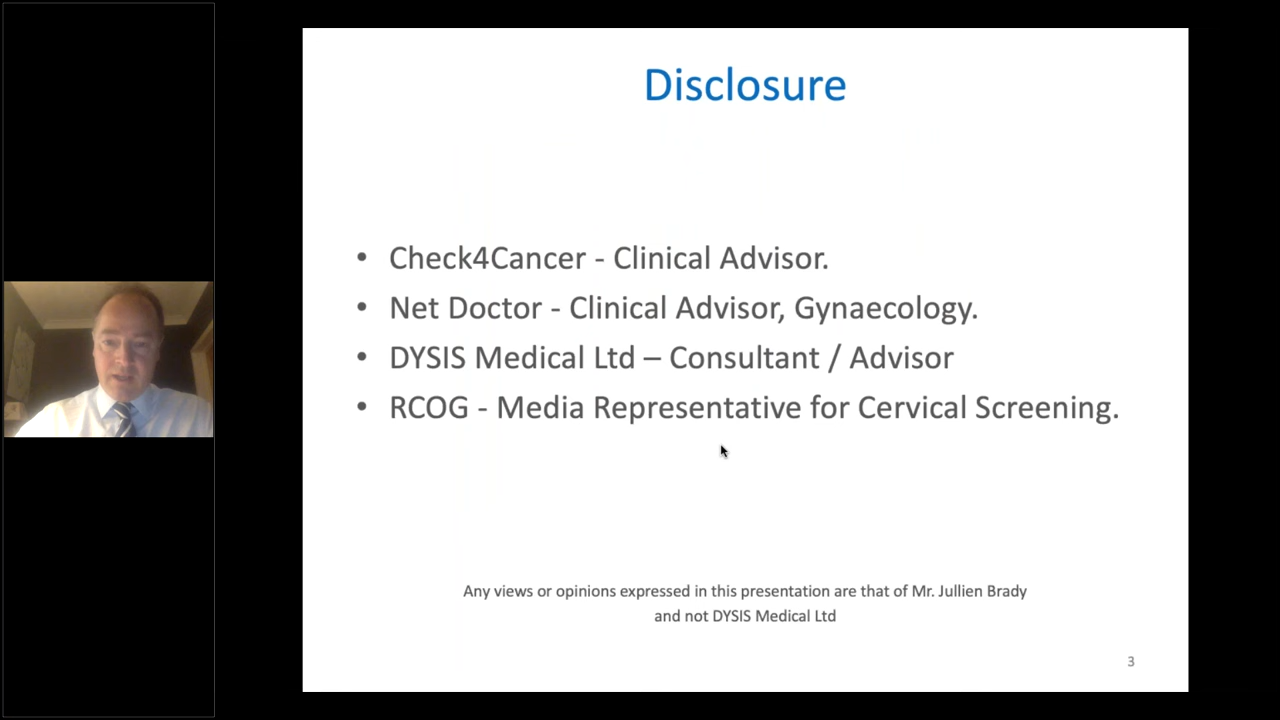 Disclosure
• Check4Cancer - Clinical Advisor.
• Net Doctor - Clinical Advisor, Gynaecology.
• DYSIS Medical Ltd – Consultant / Advisor
• RCOG - Media Representative for Cervical Screening.
Any views or opinions expressed in this presentation are that of Mr. Jullien Brady
and not DYSIS Medical Ltd
3